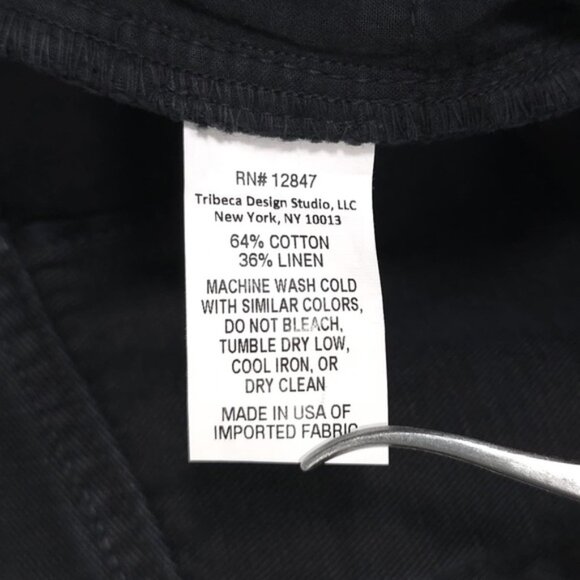 RN# 12847
Tribeca Design Studio, LLC
New York, NY 10013
64% COTTON
36% LINEN
MACHINE WASH COLD
WITH SIMILAR COLORS,
DO NOT BLEACH,
TUMBLE DRY LOW,
COOL IRON, OR
DRY CLEAN
MADE IN USA OF
IMPORTED FABRIC